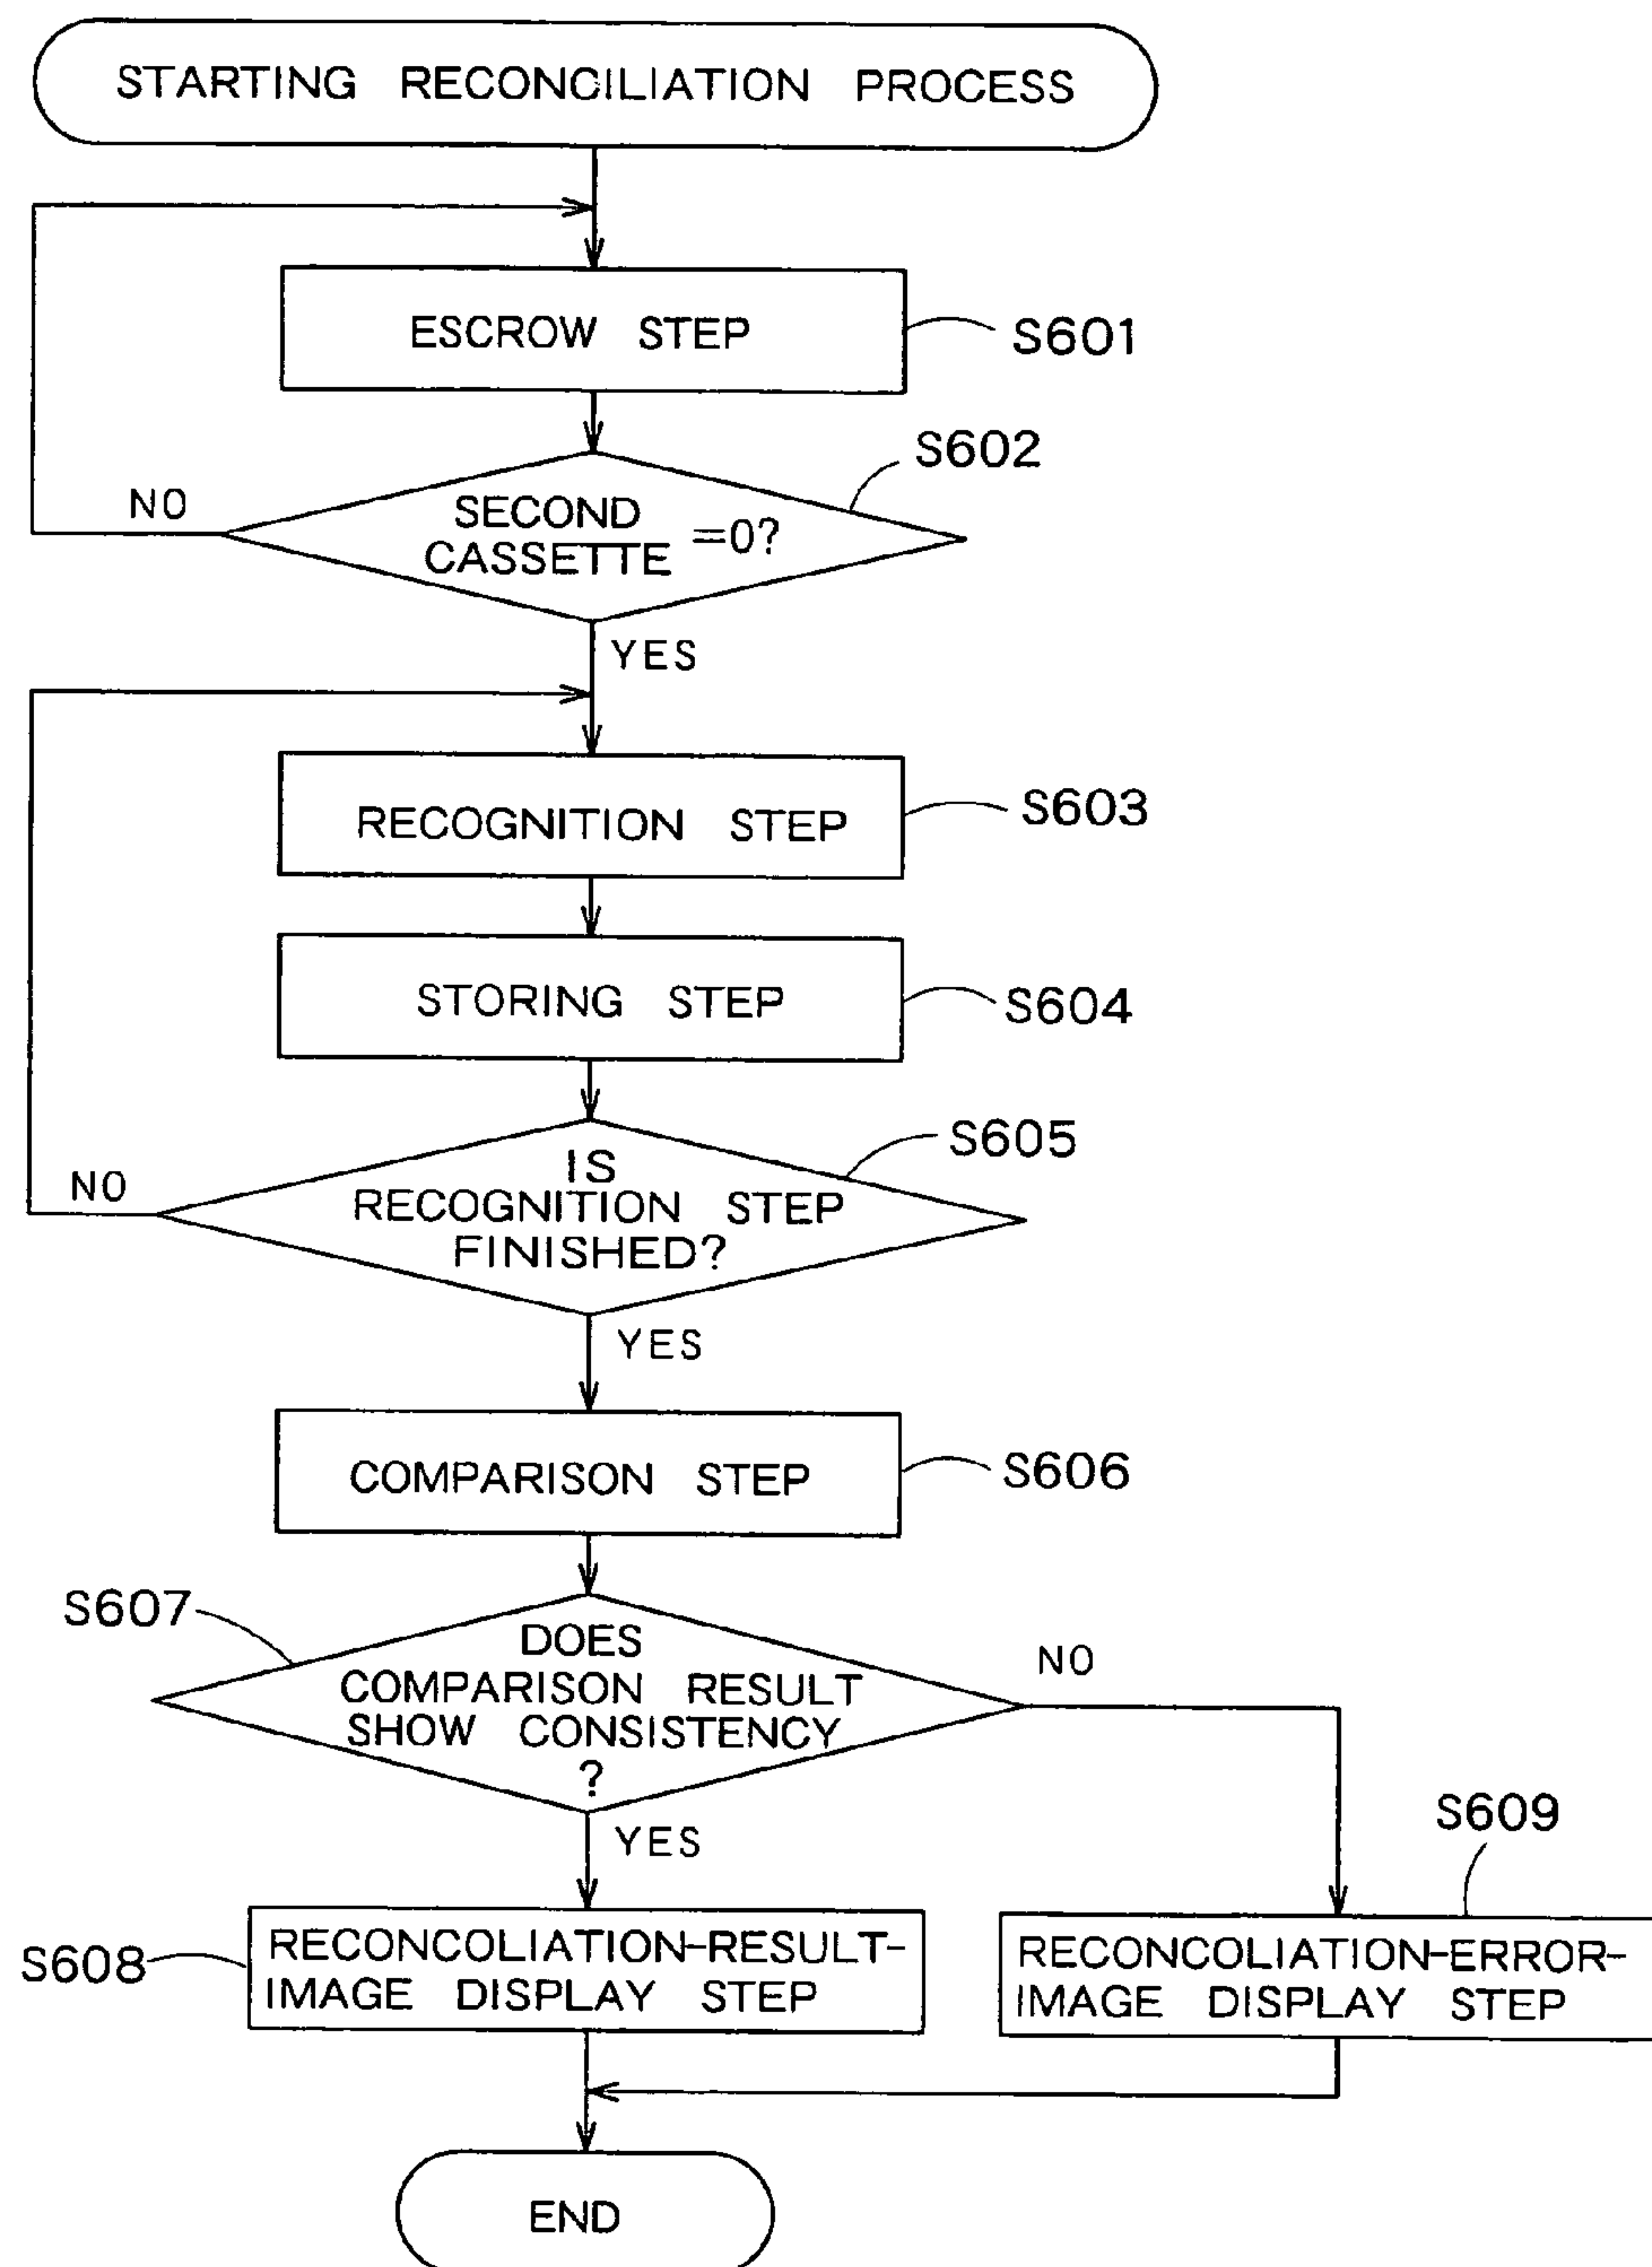 STARTING RECONCILIATION PROCESS
ESCROW STEP
S601
S602
NO
SECOND
CASSETTE =0?
YES
RECOGNITION STEP
S603
STORING STEP
S604
S605
IS
NO
RECOGNITION STEP
FINISHED?
YES
COMPARISON STEP
S606
S607
DOES
NO
COMPARISON RESULT
SHOW CONSISTENCY
?
YES
S609
S608
RECONCOLIATION-RESULT-
IMAGE DISPLAY STEP
RECONCOLIATION-ERROR-
IMAGE DISPLAY STEP
END